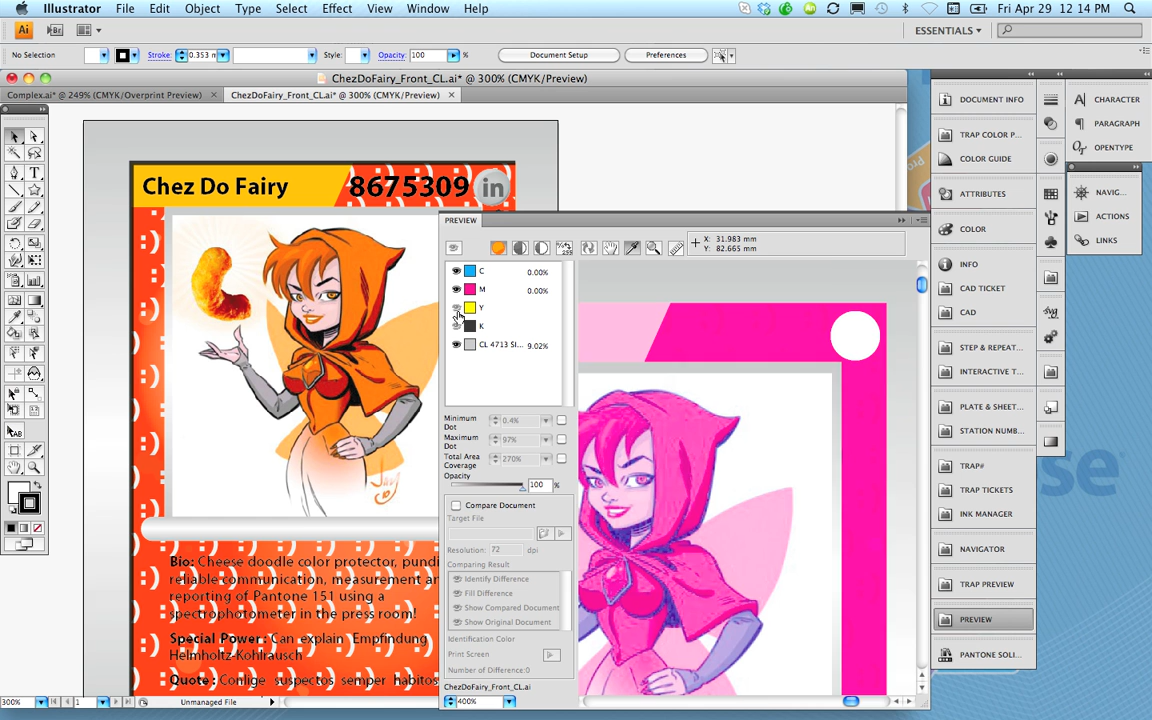 Illustrator File Edit Object Type Select Effect View Window Help Fri Apr 29 12:14 PM
Ai Br ESSENTIALS
No Selection Stroke: 0.353 m Style: Opacity: 100 % Document Setup Preferences
ChezDoFairy_Front_CL.ai* @ 300% (CMYK/Preview)
Complex.ai* @ 249% (CMYK/Overprint Preview) ChezDoFairy_Front_CL.ai* @ 300% (CMYK/Preview)
Chez Do Fairy 8675309 in
PREVIEW
X: 31.983 mm
Y: 82.665 mm
C 0.00%
M 0.00%
Y
K
CL 4713 SI... 9.02%
Minimum Dot 0.4%
Maximum Dot 97%
Total Area Coverage 270%
Opacity
100 %
Compare Document
Target File
Resolution: 72 dpi
Comparing Result
Identify Difference
Fill Difference
Show Compared Document
Show Original Document
Identification Color
Print Screen
Number of Difference:0
ChezDoFairy_Front_CL.ai
400%
Bio: Cheese doodle color protector, pundi
reliable communication, measurement an
reporting of Pantone 151 using a
spectrophotometer in the press room!
Special Power: Can explain Empfindung
Helmholtz-Kohlrausch
Quote: Conlige suspectos semper habitos
300% 1 Unmanaged File
DOCUMENT INFO
TRAP COLOR P...
COLOR GUIDE
ATTRIBUTES
COLOR
INFO
CAD TICKET
CAD
STEP & REPEAT...
INTERACTIVE T...
PLATE & SHEET...
STATION NUMB...
TRAP#
TRAP TICKETS
INK MANAGER
NAVIGATOR
TRAP PREVIEW
PREVIEW
PANTONE SOLI...
CHARACTER
PARAGRAPH
OPENTYPE
NAVIG...
ACTIONS
LINKS
se